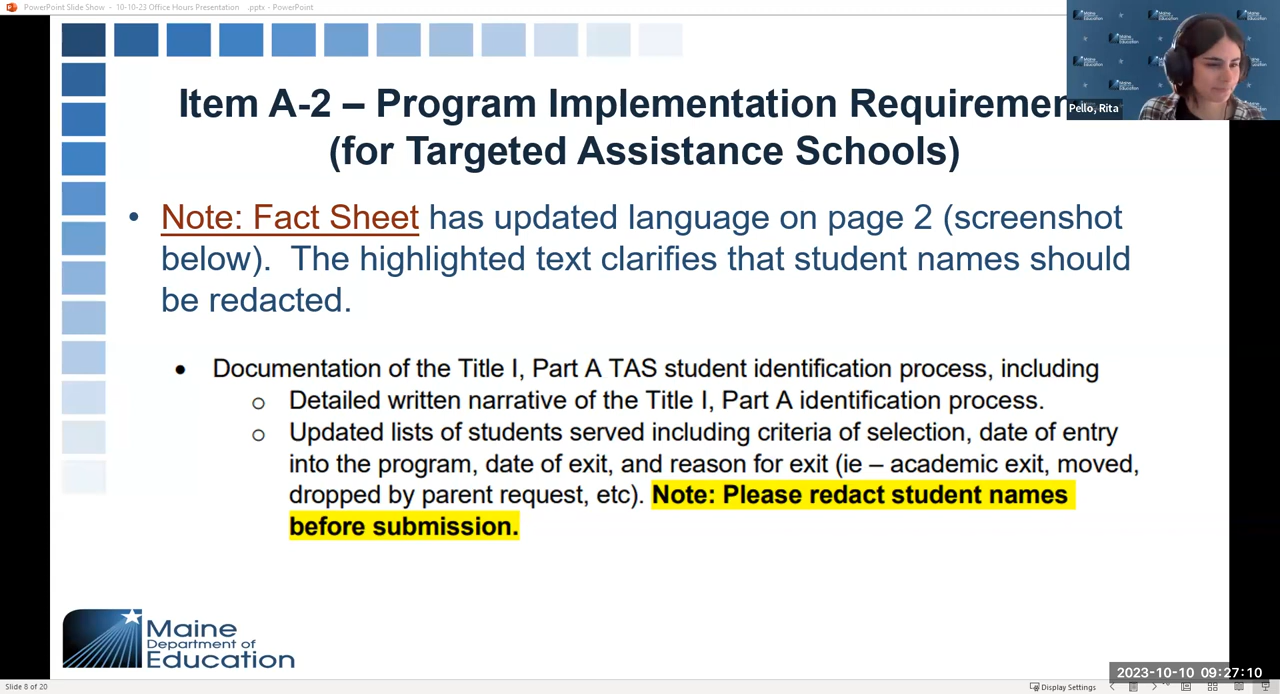 PowerPoint Slide Show - 10-10-23 Office Hours Presentation .pptx - PowerPoint
Maine Education
Pello, Rita
Item A-2 – Program Implementation Requiremen
(for Targeted Assistance Schools)
• Note: Fact Sheet has updated language on page 2 (screenshot
below). The highlighted text clarifies that student names should
be redacted.
• Documentation of the Title I, Part A TAS student identification process, including
o Detailed written narrative of the Title I, Part A identification process.
o Updated lists of students served including criteria of selection, date of entry
into the program, date of exit, and reason for exit (ie – academic exit, moved,
dropped by parent request, etc). Note: Please redact student names
before submission.
Maine
Department of
Education
2023-10-10 09:27:10
Slide 8 of 20
Display Settings